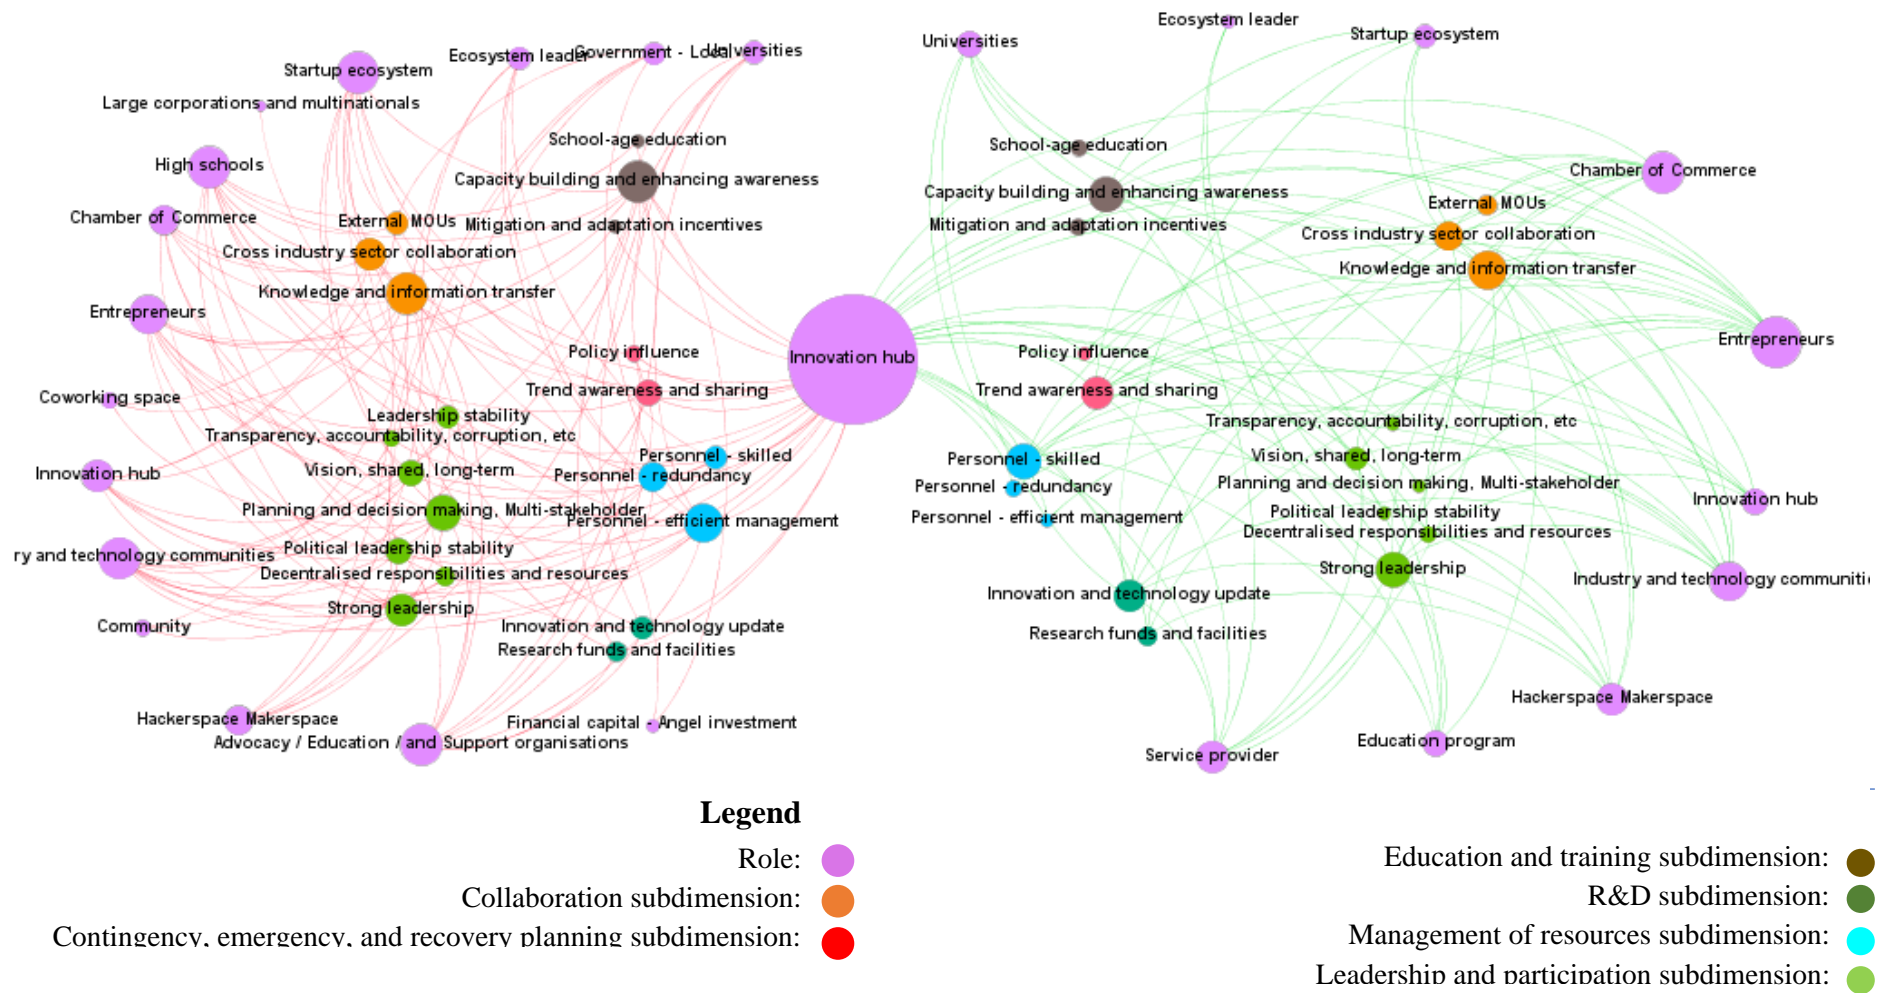 Startup ecosystem
Ecosystem leader
Government - Local
Universities
Large corporations and multinationals
School-age education
High schools
Capacity building and enhancing awareness
Chamber of Commerce
External MOUs
Mitigation and adaptation incentives
Cross industry sector collaboration
Knowledge and information transfer
Entrepreneurs
Policy influence
Trend awareness and sharing
Coworking space
Leadership stability
Transparency, accountability, corruption, etc
Personnel - skilled
Innovation hub
Vision, shared, long-term
Personnel - redundancy
Planning and decision making, Multi-stakeholder
Personnel - efficient management
ry and technology communities
Political leadership stability
Decentralised responsibilities and resources
Strong leadership
Community
Innovation and technology update
Research funds and facilities
Hackerspace Makerspace
Financial capital - Angel investment
Advocacy / Education / and Support organisations
Innovation hub
Ecosystem leader
Universities
Startup ecosystem
School-age education
Chamber of Commerce
Capacity building and enhancing awareness
External MOUs
Mitigation and adaptation incentives
Cross industry sector collaboration
Knowledge and information transfer
Entrepreneurs
Policy influence
Trend awareness and sharing
Transparency, accountability, corruption, etc
Personnel - skilled
Vision, shared, long-term
Personnel - redundancy
Planning and decision making, Multi-stakeholder
Innovation hub
Personnel - efficient management
Political leadership stability
Decentralised responsibilities and resources
Strong leadership
Industry and technology communiti
Innovation and technology update
Research funds and facilities
Hackerspace Makerspace
Education program
Service provider
Legend
Role:
Collaboration subdimension:
Contingency, emergency, and recovery planning subdimension:
Education and training subdimension:
R&D subdimension:
Management of resources subdimension:
Leadership and participation subdimension: